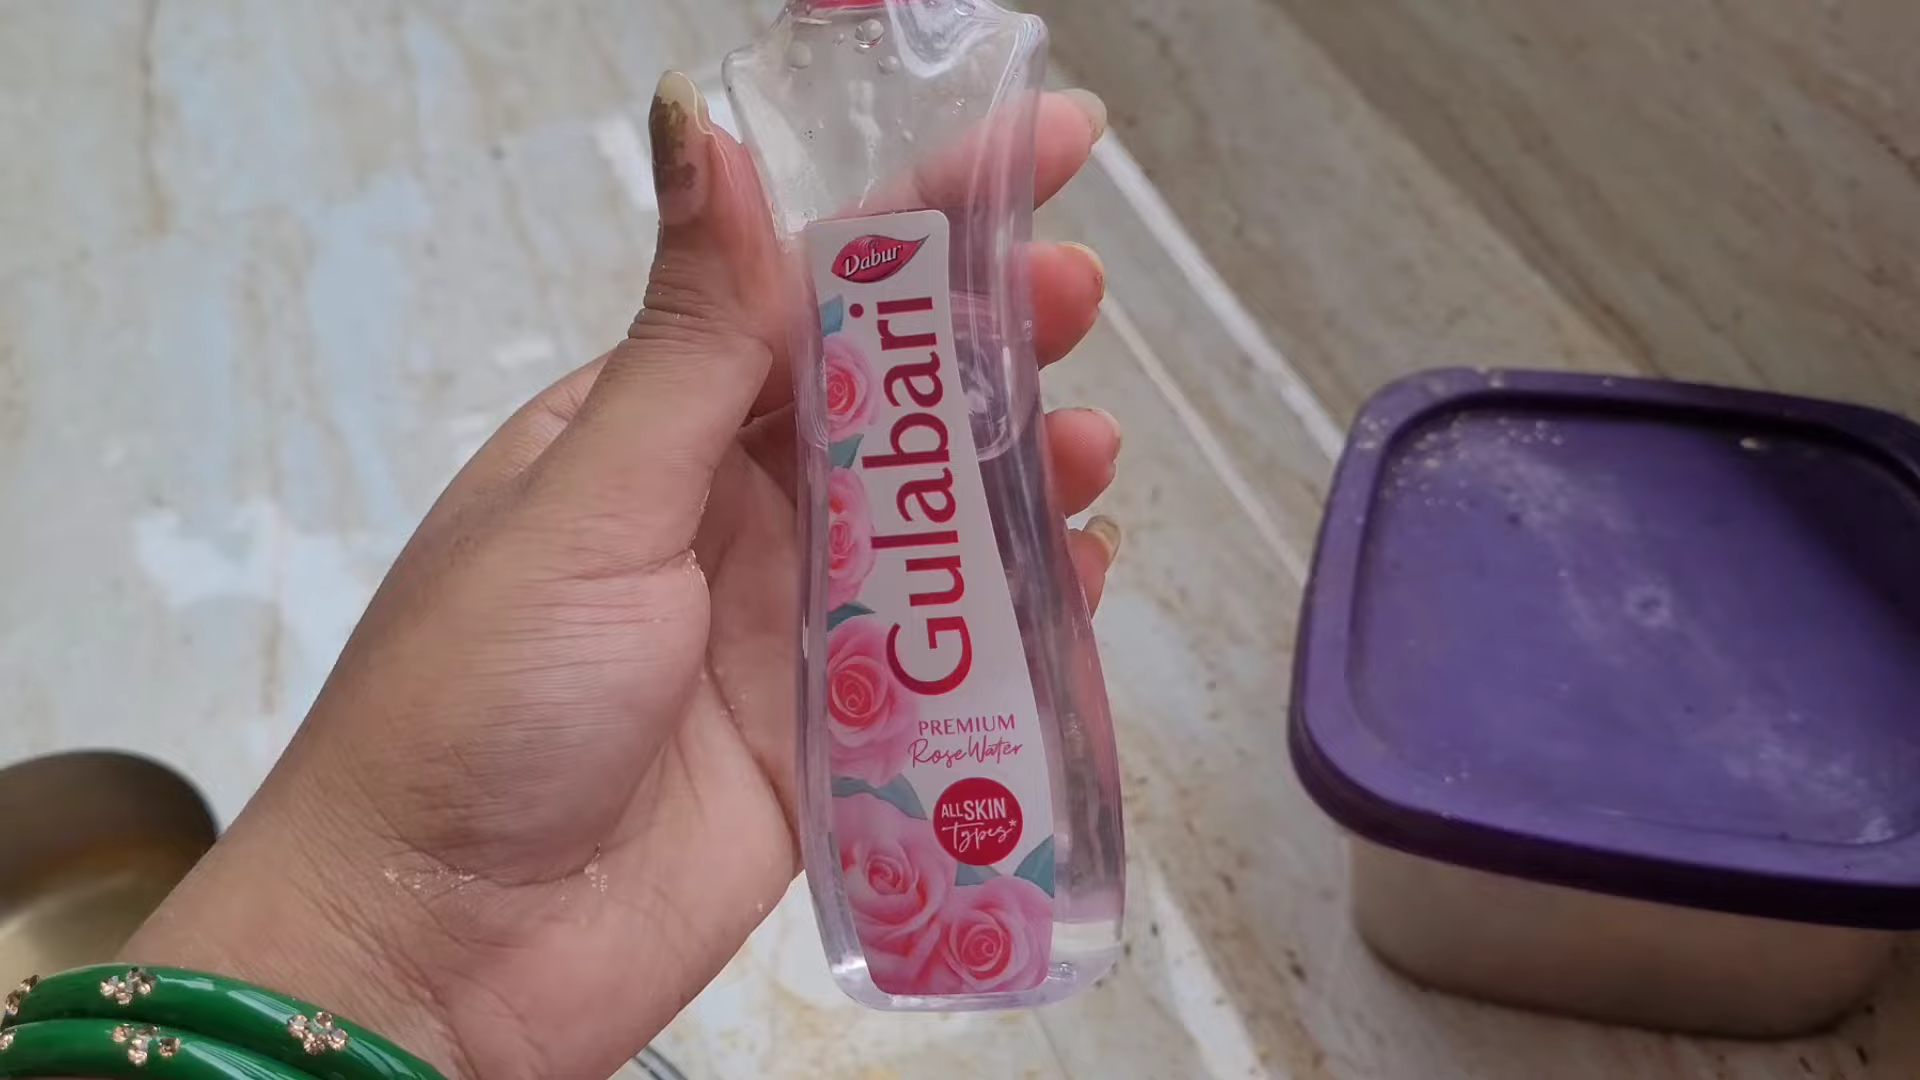 Dabur
Gulabari
PREMIUM
Rose Water
ALL SKIN
Types*